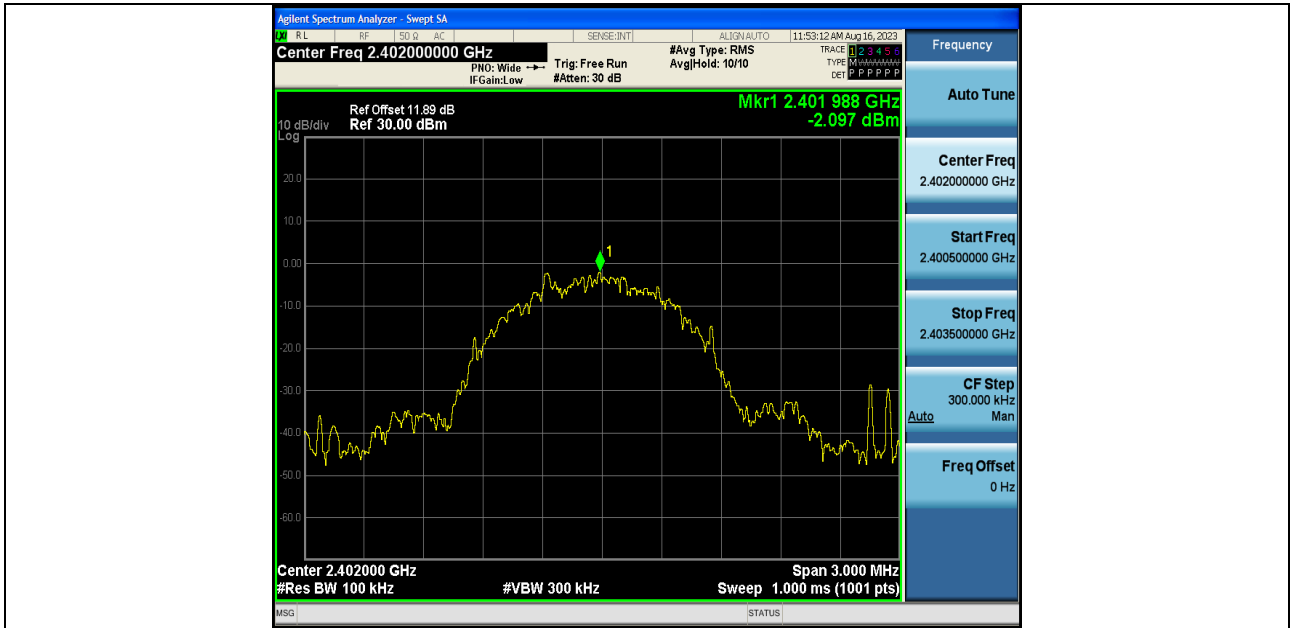 Agilent Spectrum Analyzer - Swept SA
LXI RL RF 50 Ω AC SENSE:INT ALIGN AUTO 11:53:12 AM Aug 16, 2023
Center Freq 2.402000000 GHz
PNO: Wide
IFGain:Low
Trig: Free Run
#Atten: 30 dB
#Avg Type: RMS
Avg|Hold: 10/10
TRACE 1 2 3 4 5 6
TYPE MWWWWW
DET P P P P P P
Mkr1 2.401 988 GHz
-2.097 dBm
Ref Offset 11.89 dB
10 dB/div Ref 30.00 dBm
Log
20.0
10.0
0.00
-10.0
-20.0
-30.0
-40.0
-50.0
-60.0
1
Center 2.402000 GHz Span 3.000 MHz
#Res BW 100 kHz #VBW 300 kHz Sweep 1.000 ms (1001 pts)
MSG STATUS
Frequency
Auto Tune
Center Freq
2.402000000 GHz
Start Freq
2.400500000 GHz
Stop Freq
2.403500000 GHz
CF Step
300.000 kHz
Auto Man
Freq Offset
0 Hz